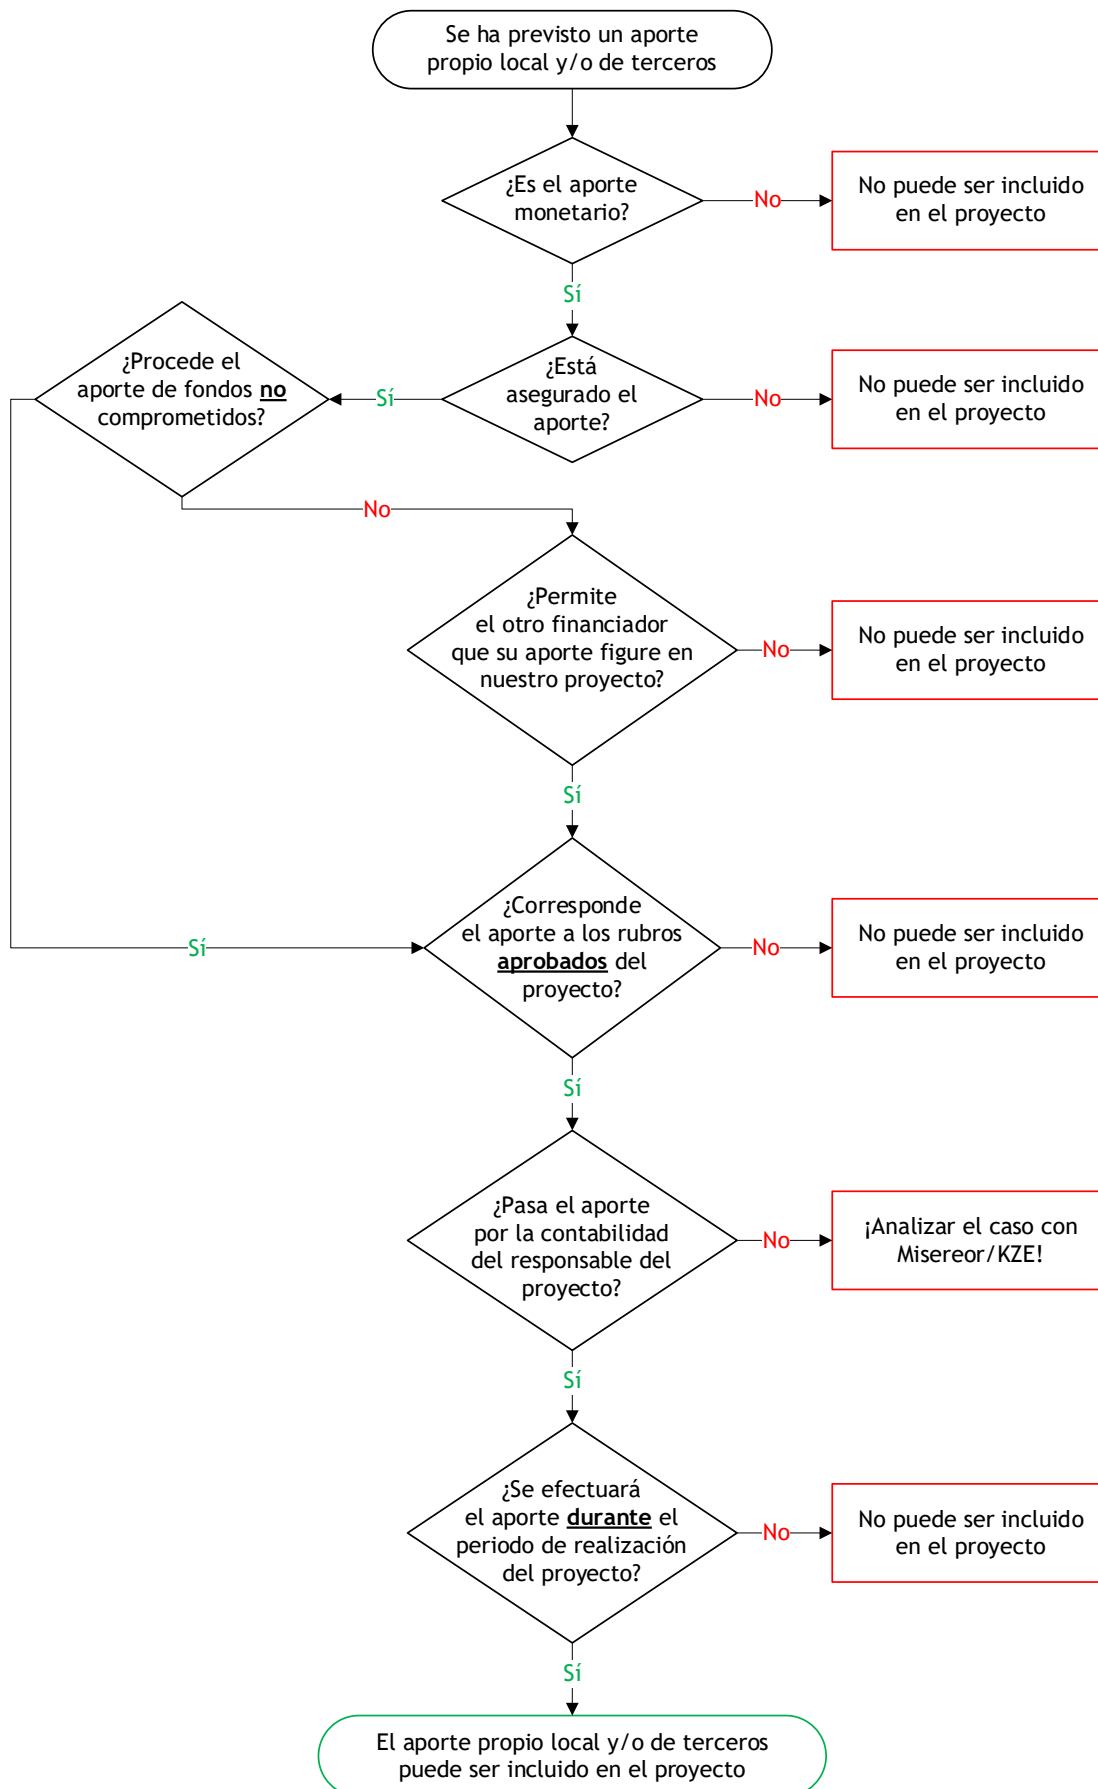 Se ha previsto un aporte
propio local y/o de terceros
¿Es el aporte
monetario?
No
No puede ser incluido
en el proyecto
Sí
¿Está
asegurado el
aporte?
No
No puede ser incluido
en el proyecto
Sí
¿Procede el
aporte de fondos no
comprometidos?
No
¿Permite
el otro financiador
que su aporte figure en
nuestro proyecto?
No
No puede ser incluido
en el proyecto
Sí
Sí
¿Corresponde
el aporte a los rubros
aprobados del
proyecto?
No
No puede ser incluido
en el proyecto
Sí
¿Pasa el aporte
por la contabilidad
del responsable del
proyecto?
No
¡Analizar el caso con
Misereor/KZE!
Sí
¿Se efectuará
el aporte durante el
periodo de realización
del proyecto?
No
No puede ser incluido
en el proyecto
Sí
El aporte propio local y/o de terceros
puede ser incluido en el proyecto